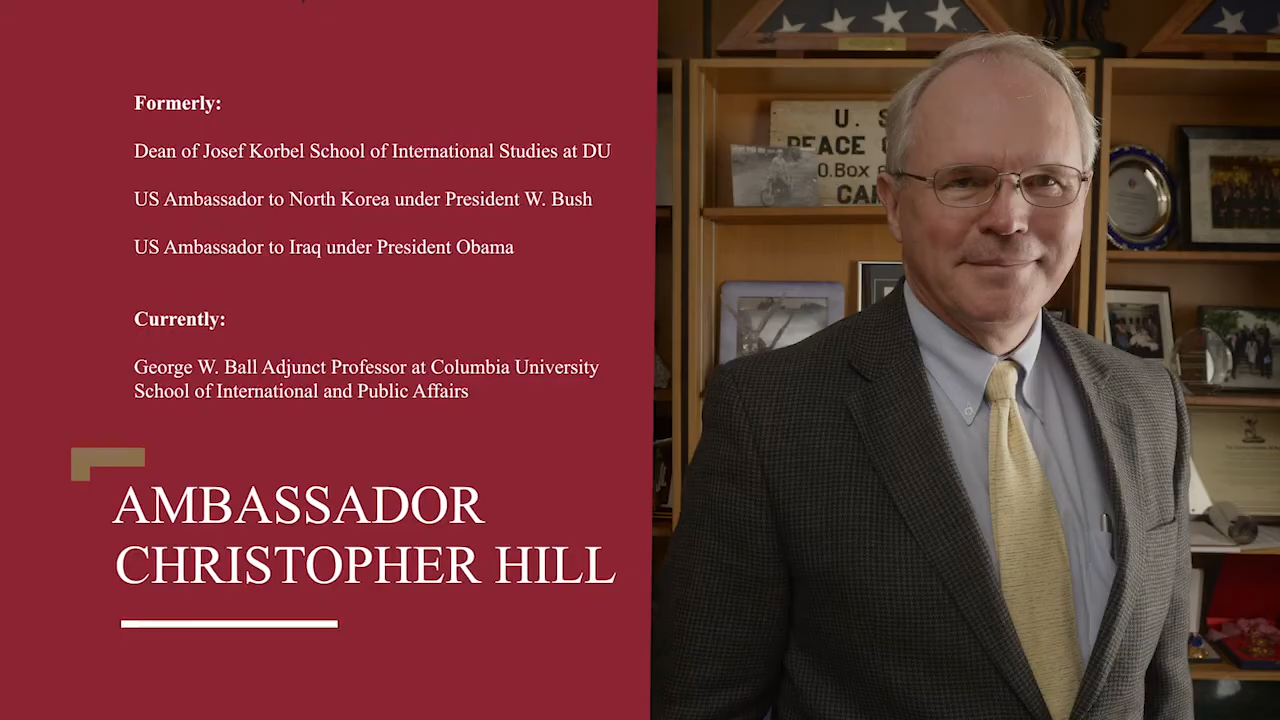 Formerly:
Dean of Josef Korbel School of International Studies at DU
US Ambassador to North Korea under President W. Bush
US Ambassador to Iraq under President Obama
Currently:
George W. Ball Adjunct Professor at Columbia University
School of International and Public Affairs
AMBASSADOR
CHRISTOPHER HILL
U. S
PEACE
O.Box